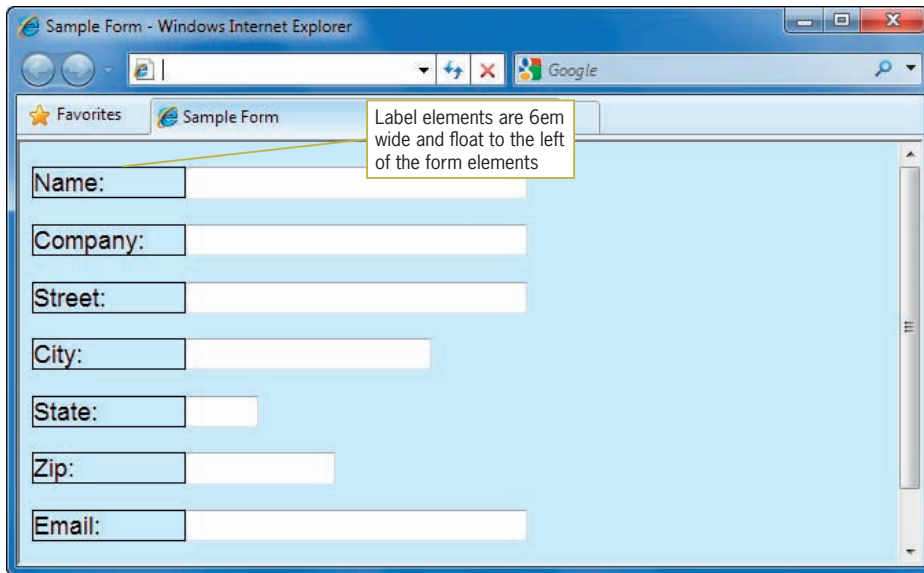 Sample Form - Windows Internet Explorer
Google
Favorites
Sample Form
Label elements are 6em
wide and float to the left
of the form elements
Name:
Company:
Street:
City:
State:
Zip:
Email: